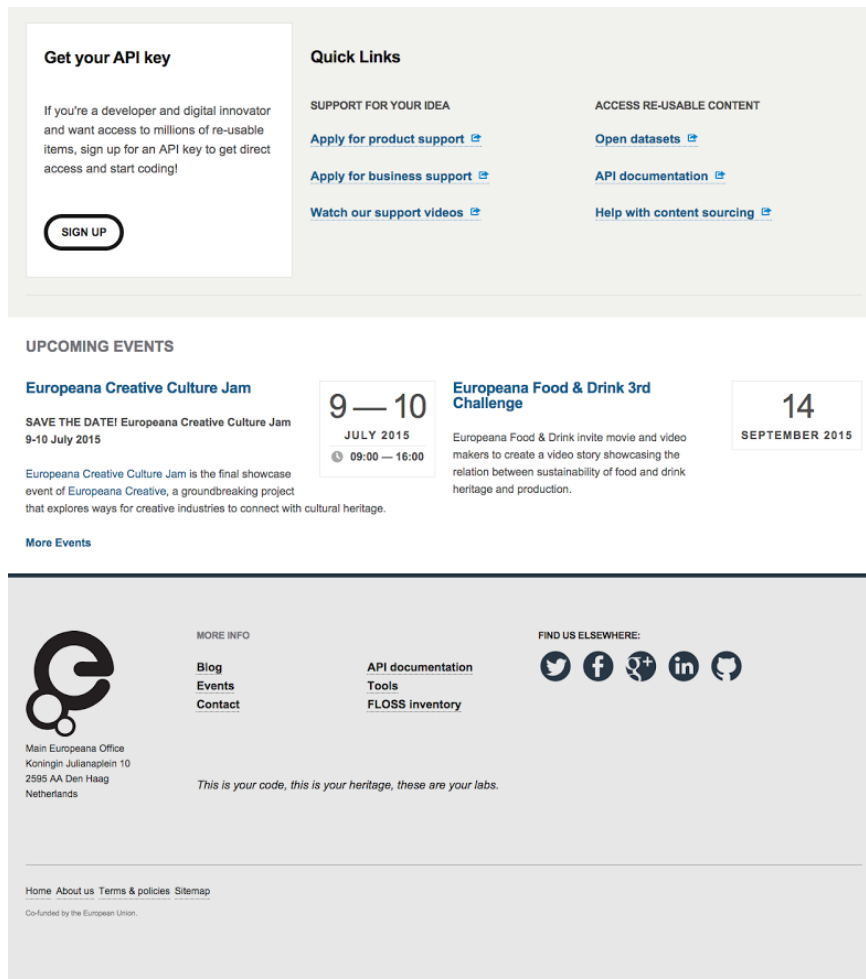 Get your API key
If you're a developer and digital innovator
and want access to millions of re-usable
items, sign up for an API key to get direct
access and start coding!
SIGN UP
Quick Links
SUPPORT FOR YOUR IDEA
Apply for product support
Apply for business support
Watch our support videos
ACCESS RE-USABLE CONTENT
Open datasets
API documentation
Help with content sourcing
UPCOMING EVENTS
Europeana Creative Culture Jam
SAVE THE DATE! Europeana Creative Culture Jam
9-10 July 2015
9 — 10
JULY 2015
09:00 — 16:00
Europeana Creative Culture Jam is the final showcase
event of Europeana Creative, a groundbreaking project
that explores ways for creative industries to connect with cultural heritage.
More Events
Europeana Food & Drink 3rd
Challenge
Europeana Food & Drink invite movie and video
makers to create a video story showcasing the
relation between sustainability of food and drink
heritage and production.
14
SEPTEMBER 2015
Main Europeana Office
Koningin Julianaplein 10
2595 AA Den Haag
Netherlands
MORE INFO
Blog
Events
Contact
API documentation
Tools
FLOSS inventory
This is your code, this is your heritage, these are your labs.
FIND US ELSEWHERE:
Home About us Terms & policies Sitemap
Co-funded by the European Union.